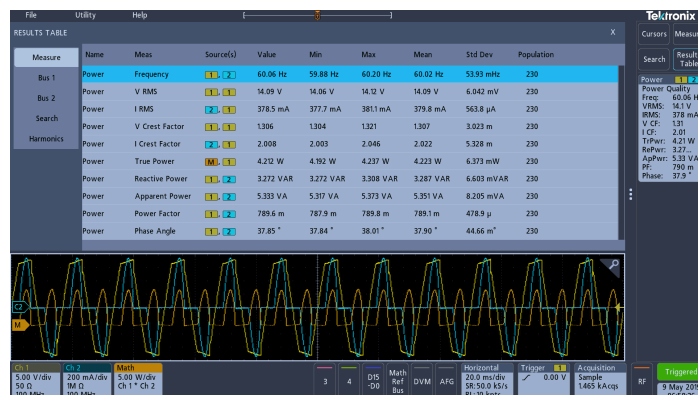 File Utility Help Tektronix
RESULTS TABLE X
Cursors Measure
Search Results Table
Measure
Bus 1
Bus 2
Search
Harmonics
Name Meas Source(s) Value Min Max Mean Std Dev Population
Power Frequency 1, 2 60.06 Hz 59.88 Hz 60.20 Hz 60.02 Hz 53.93 mHz 230
Power V RMS 1, 1 14.09 V 14.06 V 14.12 V 14.09 V 6.042 mV 230
Power I RMS 2, 1 378.5 mA 377.7 mA 381.1 mA 379.8 mA 563.8 µA 230
Power V Crest Factor 1, 1 1.306 1.304 1.321 1.307 3.023 m 230
Power I Crest Factor 2, 1 2.008 2.003 2.046 2.022 5.328 m 230
Power True Power M, 1 4.212 W 4.192 W 4.237 W 4.223 W 6.373 mW 230
Power Reactive Power 1, 2 3.272 VAR 3.272 VAR 3.308 VAR 3.287 VAR 6.603 mVAR 230
Power Apparent Power 1, 2 5.333 VA 5.317 VA 5.373 VA 5.351 VA 8.205 mVA 230
Power Power Factor 1, 2 789.6 m 787.9 m 789.8 m 789.1 m 478.9 µ 230
Power Phase Angle 1, 2 37.85 ° 37.84 ° 38.01 ° 37.90 ° 44.66 m° 230
Power 1 2
Power Quality
Freq: 60.06 H
VRMS: 14.1 V
IRMS: 378 mA
V CF: 1.31
I CF: 2.01
TrPwr: 4.21 W
RePwr: 3.27...
ApPwr: 5.33 VA
PF: 790 m
Phase: 37.9 °
C2
M
Ch 1
5.00 V/div
50 Ω
100 MHz
Ch 2
200 mA/div
1M Ω
100 MHz
Math
5.00 W/div
Ch 1 * Ch 2
3 4 D15 -D0 Math Ref Bus DVM AFG
Horizontal
20.0 ms/div
SR: 50.0 kS/s
RL: 10 kpts
Trigger 1
0.00 V
Acquisition
Sample
1.465 kAcqs
RF
Triggered
9 May 2019